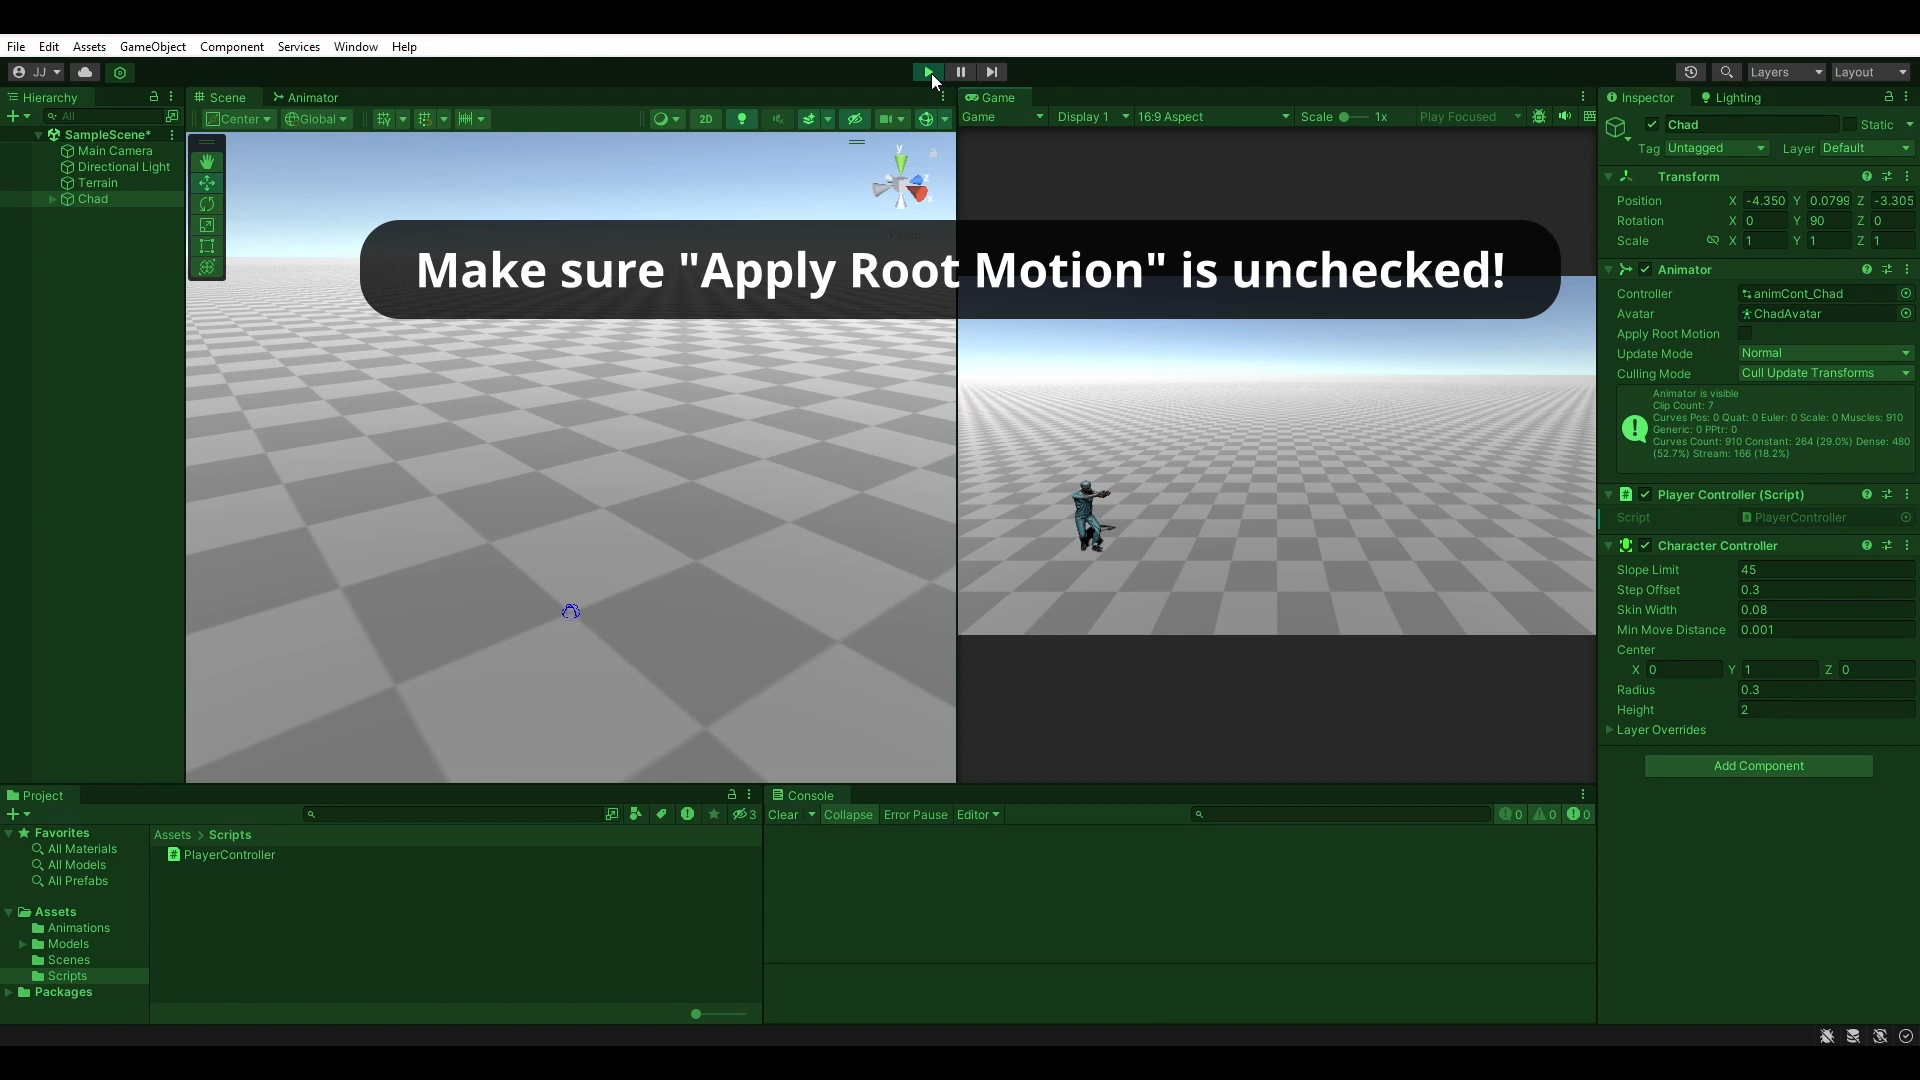 File Edit Assets GameObject Component Services Window Help
JJ
Layers Layout
Hierarchy
All
SampleScene*
Main Camera
Directional Light
Terrain
Chad
Scene Animator
Center Global 2D
y
z
x
Game
Game Display 1 16:9 Aspect Scale 1x Play Focused
Make sure "Apply Root Motion" is unchecked!
Inspector Lighting
Chad Static
Tag Untagged Layer Default
Transform
Position X -4.350 Y 0.0799 Z -3.305
Rotation X 0 Y 90 Z 0
Scale X 1 Y 1 Z 1
Animator
Controller animCont_Chad
Avatar ChadAvatar
Apply Root Motion
Update Mode Normal
Culling Mode Cull Update Transforms
Animator is visible
Clip Count: 7
Curves Pos: 0 Quat: 0 Euler: 0 Scale: 0 Muscles: 910
Generic: 0 PPtr: 0
Curves Count: 910 Constant: 264 (29.0%) Dense: 480
(52.7%) Stream: 166 (18.2%)
Player Controller (Script)
Script PlayerController
Character Controller
Slope Limit 45
Step Offset 0.3
Skin Width 0.08
Min Move Distance 0.001
Center
X 0 Y 1 Z 0
Radius 0.3
Height 2
Layer Overrides
Add Component
Project
3
Favorites
All Materials
All Models
All Prefabs
Assets
Animations
Models
Scenes
Scripts
Packages
Assets > Scripts
PlayerController
Console
Clear Collapse Error Pause Editor 0 0 0